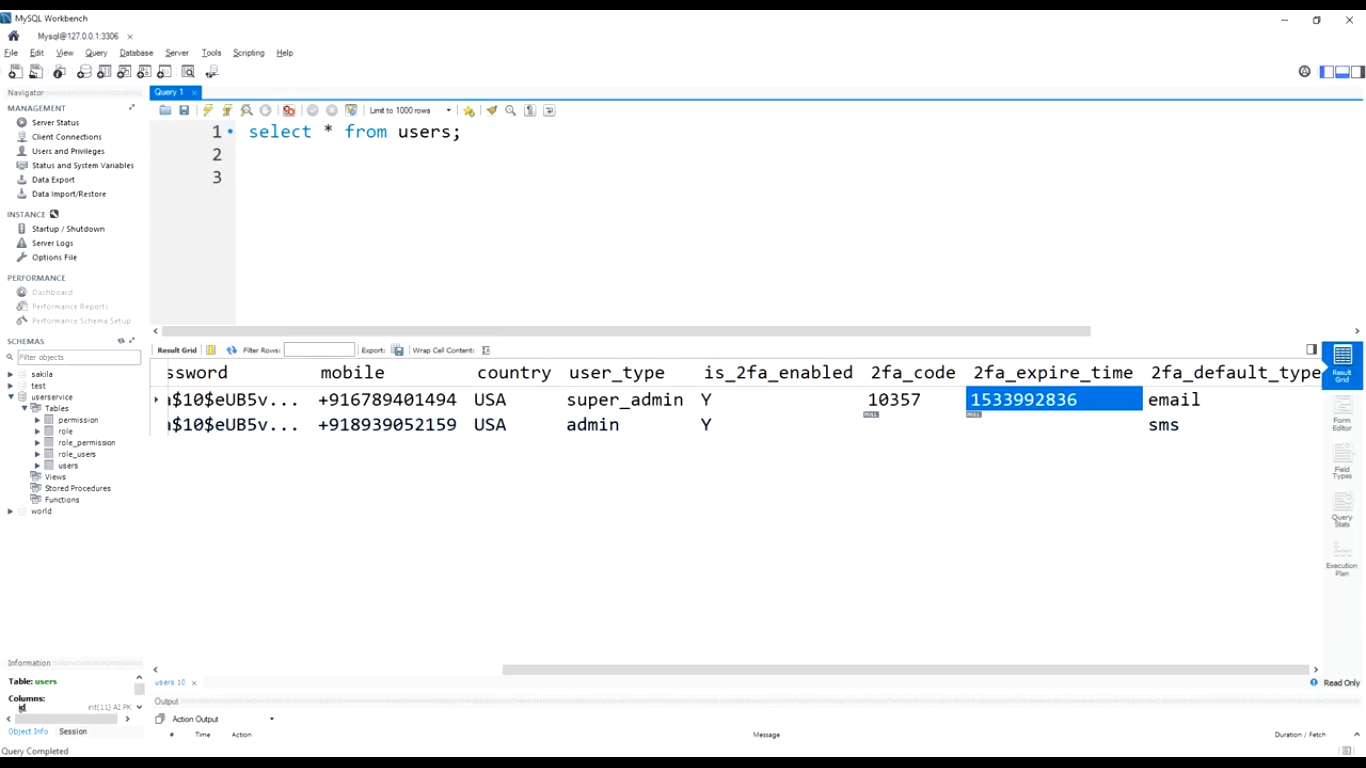 MySQL Workbench
Mysql@127.0.0.1:3306
File Edit View Query Database Server Tools Scripting Help
Navigator
MANAGEMENT
Server Status
Client Connections
Users and Privileges
Status and System Variables
Data Export
Data Import/Restore
INSTANCE
Startup / Shutdown
Server Logs
Options File
PERFORMANCE
Dashboard
Performance Reports
Performance Schema Setup
SCHEMAS
Filter objects
sakila
test
userservice
Tables
permission
role
role_permission
role_users
users
Views
Stored Procedures
Functions
world
Information
Table: users
Columns:
id int(11) AI PK
Object Info Session
Query Completed
Query 1
Limit to 1000 rows
1 select * from users;
2
3
Result Grid Filter Rows: Export: Wrap Cell Content:
ssword mobile country user_type is_2fa_enabled 2fa_code 2fa_expire_time 2fa_default_type
$10$eUB5v... +916789401494 USA super_admin Y 10357 1533992836 email
$10$eUB5v... +918939052159 USA admin Y NULL NULL sms
Result Grid
Form Editor
Field Types
Query Stats
Execution Plan
users 10
Read Only
Output
Action Output
# Time Action Message Duration / Fetch